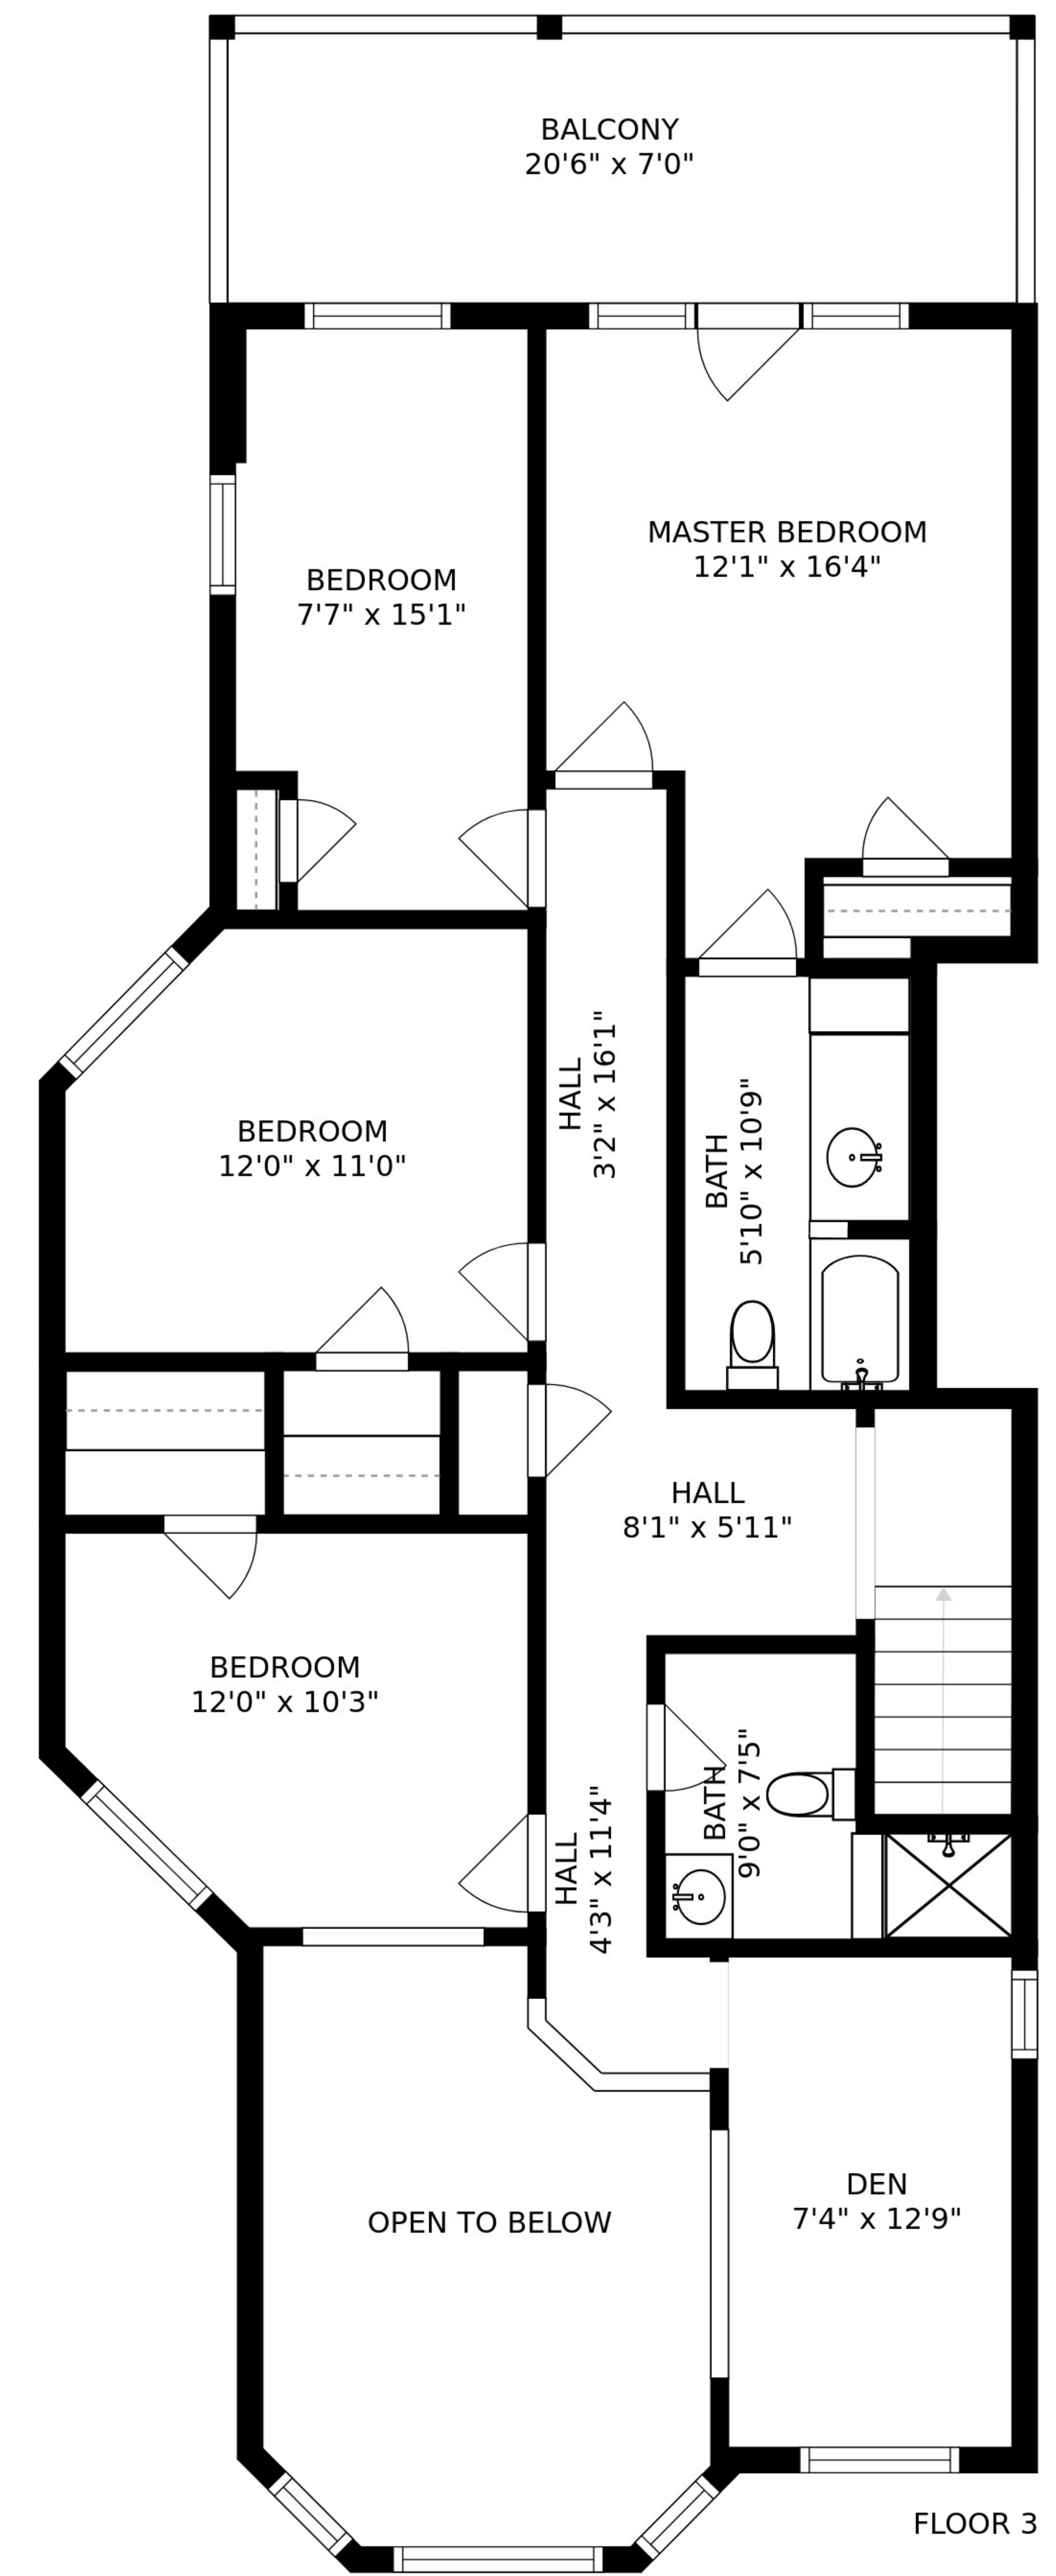 BALCONY
20'6" x 7'0"
MASTER BEDROOM
12'1" x 16'4"
BEDROOM
7'7" x 15'1"
HALL
3'2" x 16'1"
BATH
5'10" x 10'9"
BEDROOM
12'0" x 11'0"
HALL
8'1" x 5'11"
BEDROOM
12'0" x 10'3"
HALL
4'3" x 11'4"
BATH
9'0" x 7'5"
DEN
7'4" x 12'9"
OPEN TO BELOW
FLOOR 3